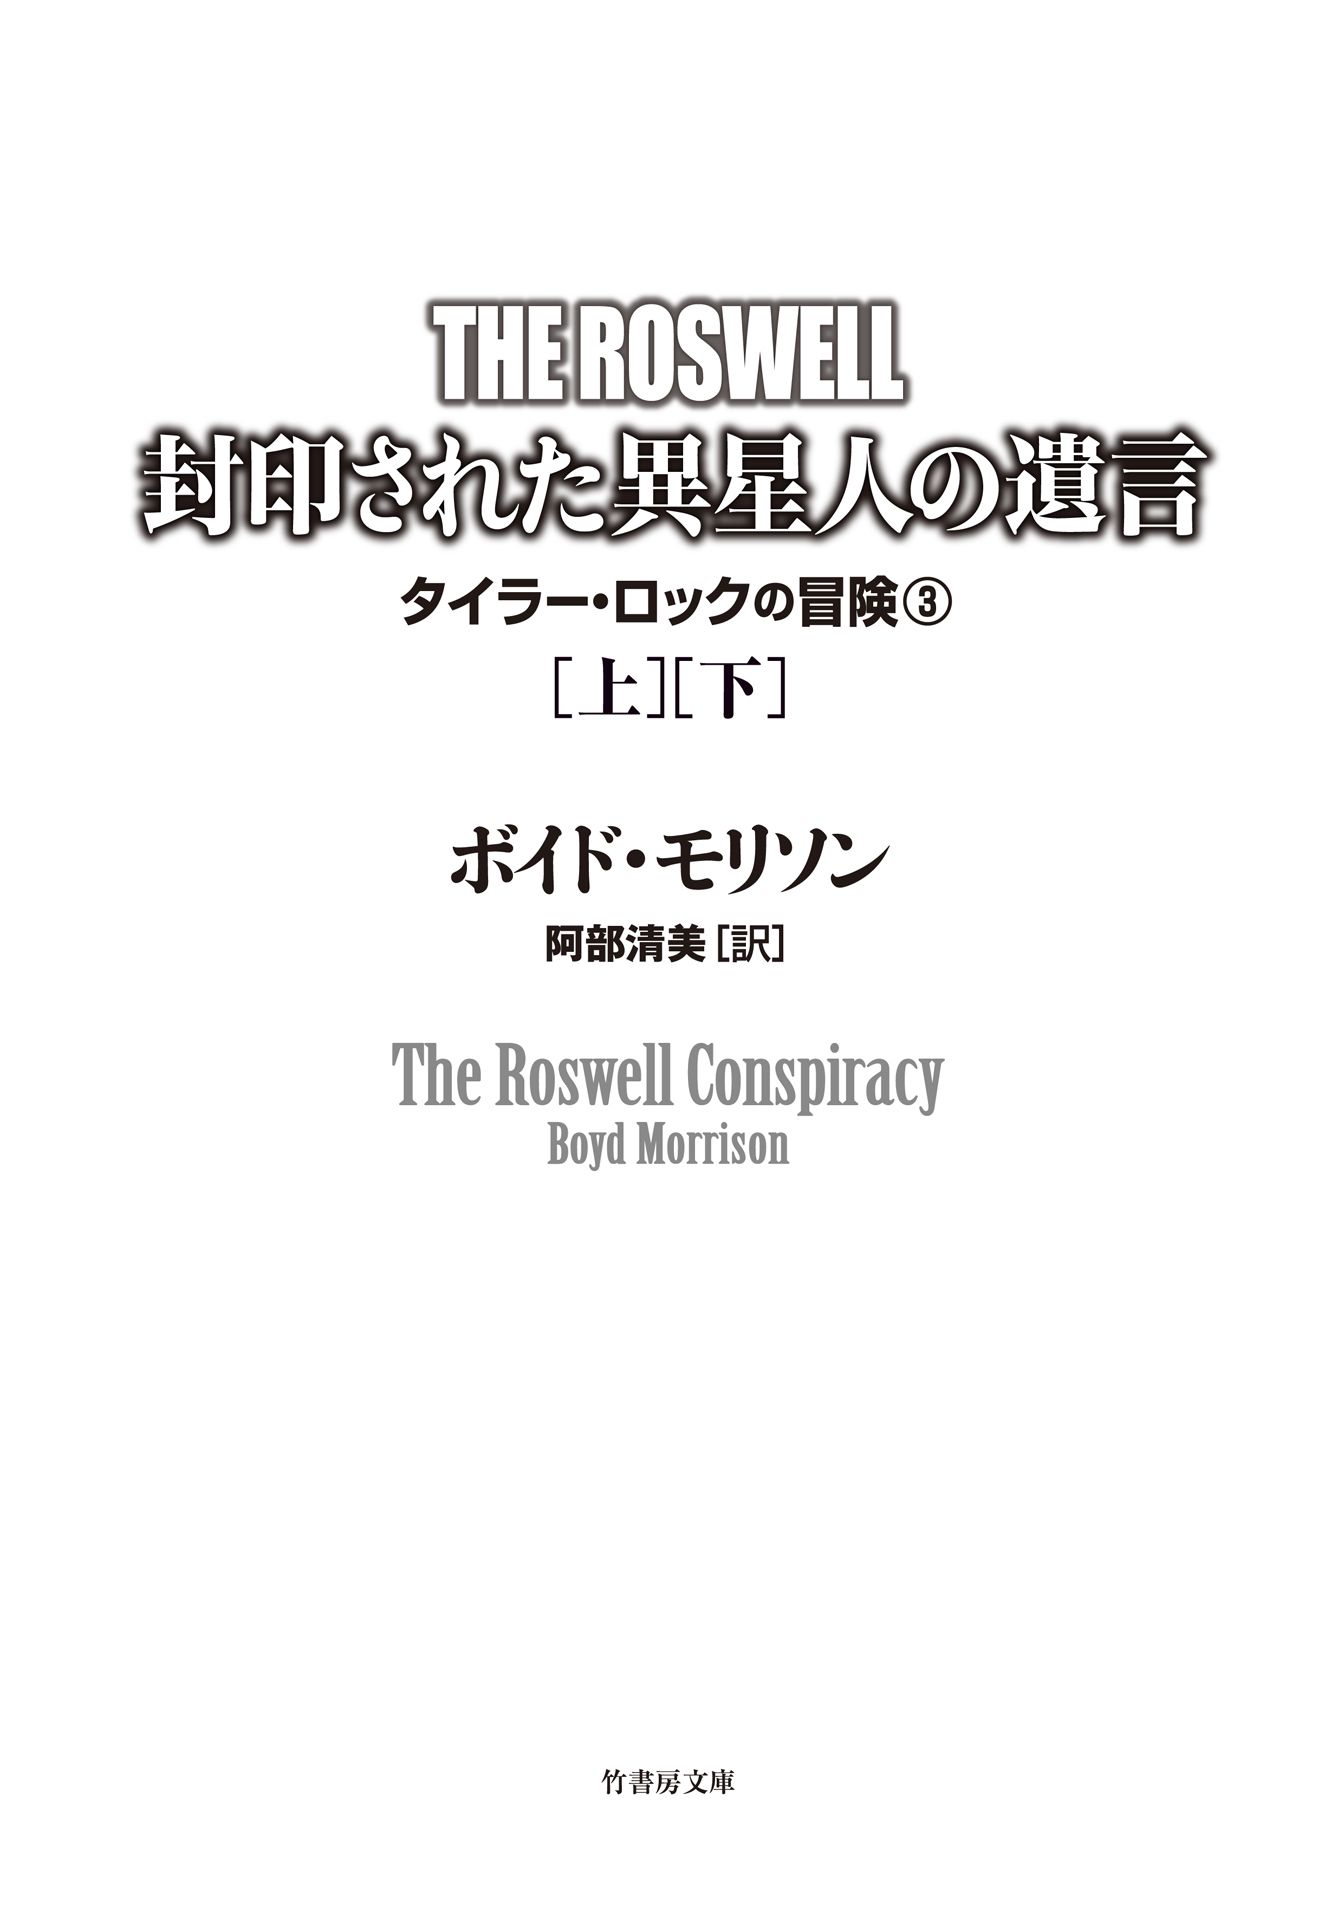 THE ROSWELL
封印された異星人の遺言
タイラー・ロックの冒険③
［上］［下］
ボイド・モリソン
阿部清美［訳］
The Roswell Conspiracy
Boyd Morrison
竹書房文庫